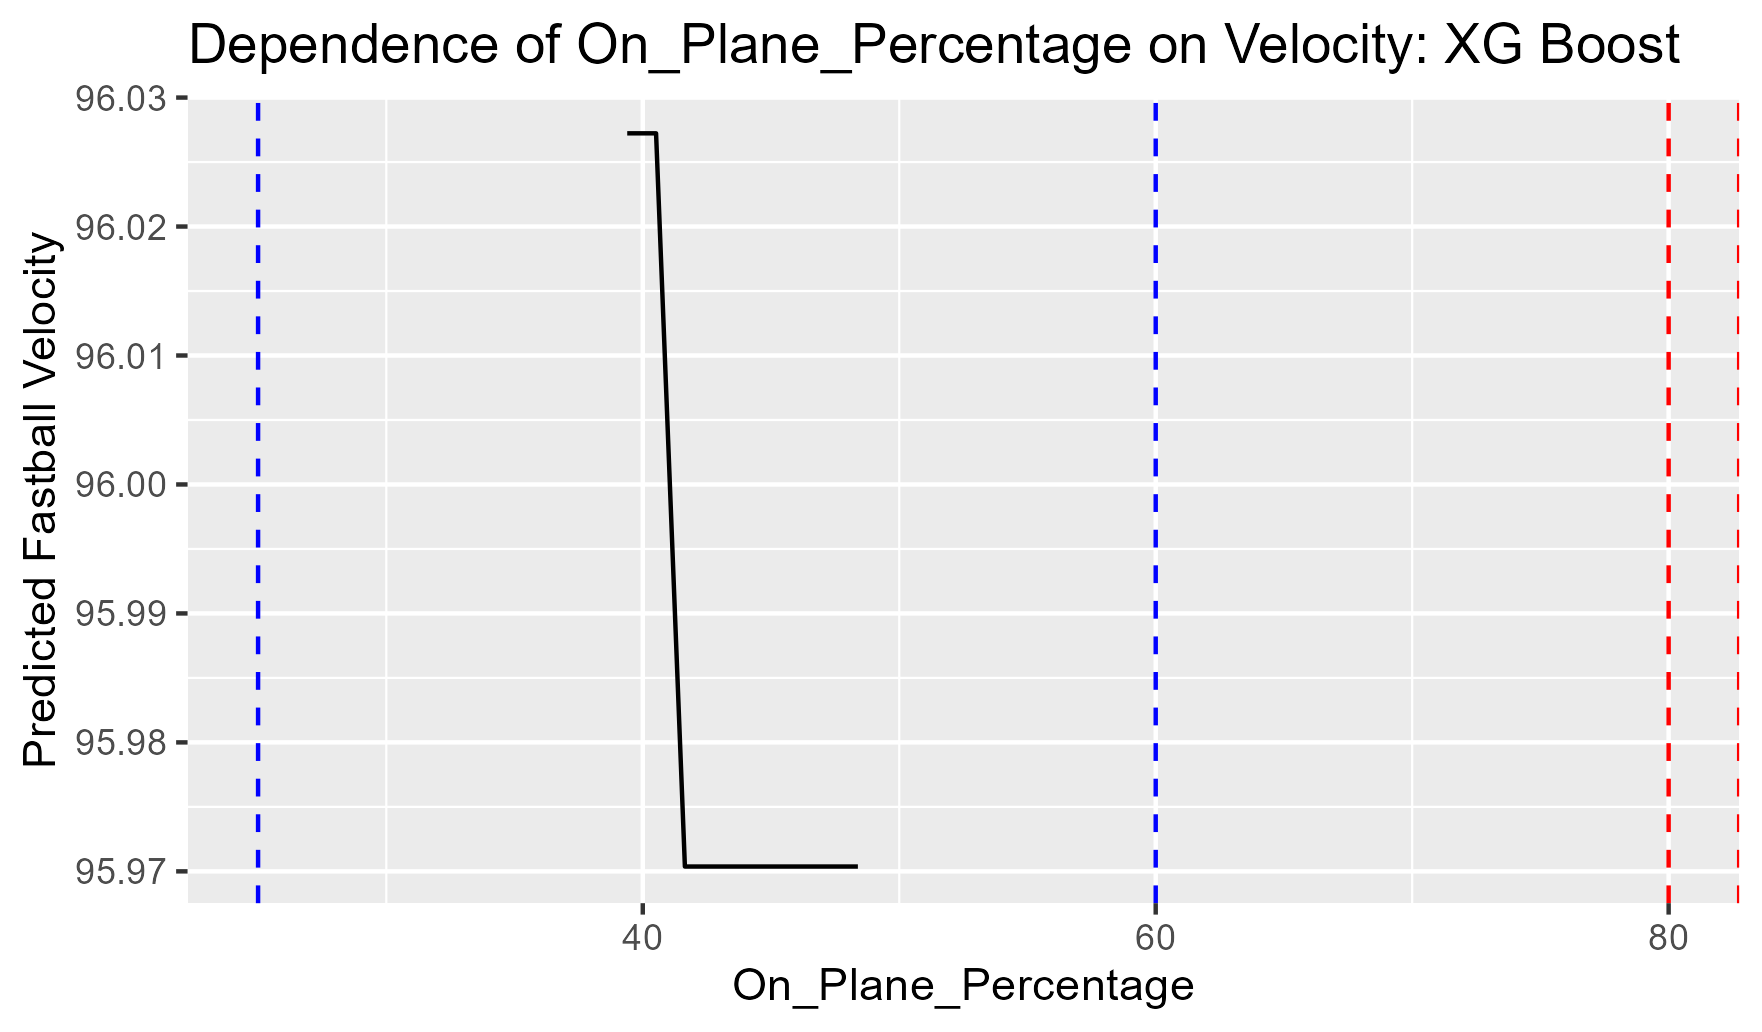 Dependence of On_Plane_Percentage on Velocity: XG Boost
96.03
96.02
96.01
96.00
95.99
95.98
95.97
Predicted Fastball Velocity
40 60 80
On_Plane_Percentage